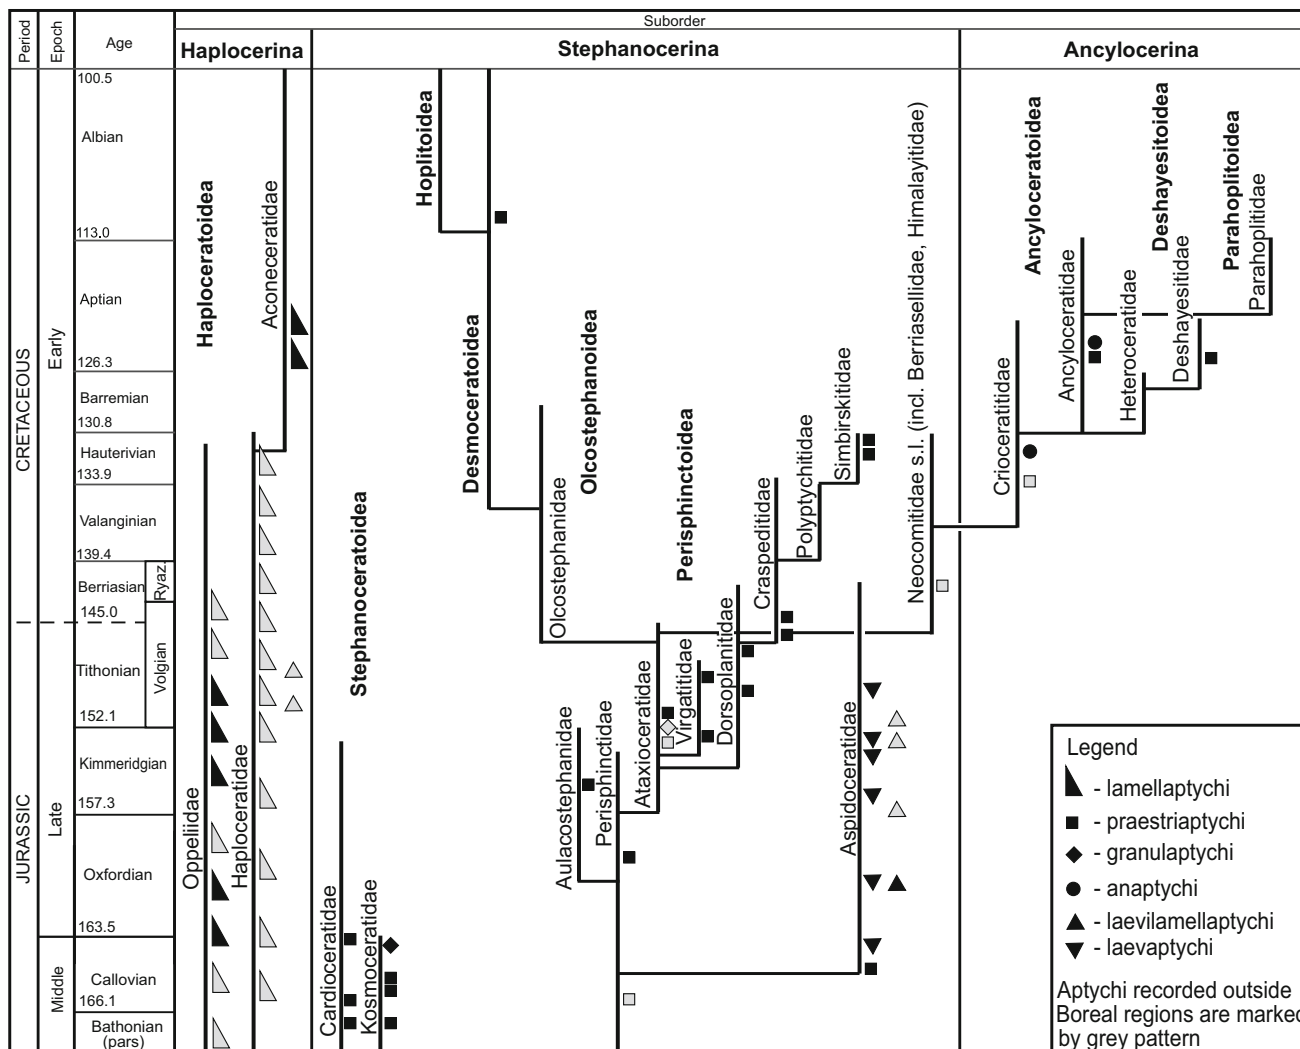 Period
Epoch
Age
Suborder
Haplocerina
Stephanocerina
Ancylocerina
CRETACEOUS
JURASSIC
Early
Late
Middle
100.5
Albian
113.0
Aptian
126.3
Barremian
130.8
Hauterivian
133.9
Valanginian
139.4
Berriasian
Ryaz.
145.0
Tithonian
Volgian
152.1
Kimmeridgian
157.3
Oxfordian
163.5
Callovian
166.1
Bathonian
(pars)
Haploceratoidea
Oppeliidae
Haploceratidae
Aconeceratidae
Stephanoceratoidea
Cardioceratidae
Kosmoceratidae
Hoplitoidea
Desmoceratoidea
Olcostephanidae
Olcostephanoidea
Perisphinctoidea
Aulacostephanidae
Perisphinctidae
Ataxioceratidae
Virgatitidae
Dorsoplanitidae
Craspeditidae
Polyptychitidae
Simbirskitidae
Aspidoceratidae
Neocomitidae s.l. (incl. Berriasellidae, Himalayitidae)
Crioceratitidae
Ancyloceratoidea
Ancyloceratidae
Heteroceratidae
Deshayesitoidea
Deshayesitidae
Parahoplitoidea
Parahoplitidae
Legend
- lamellaptychi
- praestriaptychi
- granulaptychi
- anaptychi
- laevilamellaptychi
- laevaptychi
Aptychi recorded outside
Boreal regions are marked
by grey pattern